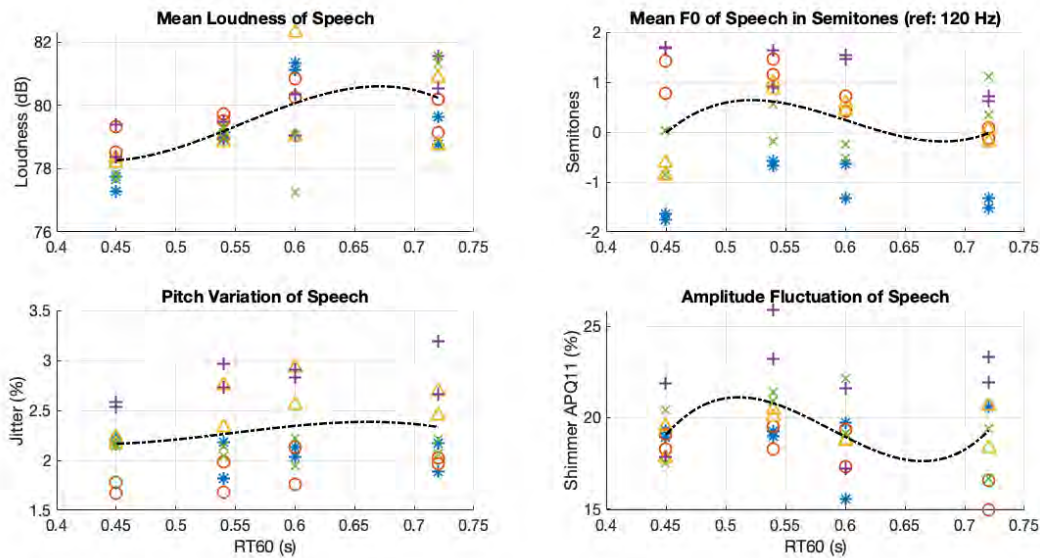 Mean Loudness of Speech
82
80
78
76
Loudness (dB)
0.4 0.45 0.5 0.55 0.6 0.65 0.7 0.75
Mean F0 of Speech in Semitones (ref: 120 Hz)
2
1
0
-1
-2
Semitones
0.4 0.45 0.5 0.55 0.6 0.65 0.7 0.75
Pitch Variation of Speech
3.5
3
2.5
2
1.5
Jitter (%)
0.4 0.45 0.5 0.55 0.6 0.65 0.7 0.75
RT60 (s)
Amplitude Fluctuation of Speech
25
20
15
Shimmer APQ11 (%)
0.4 0.45 0.5 0.55 0.6 0.65 0.7 0.75
RT60 (s)